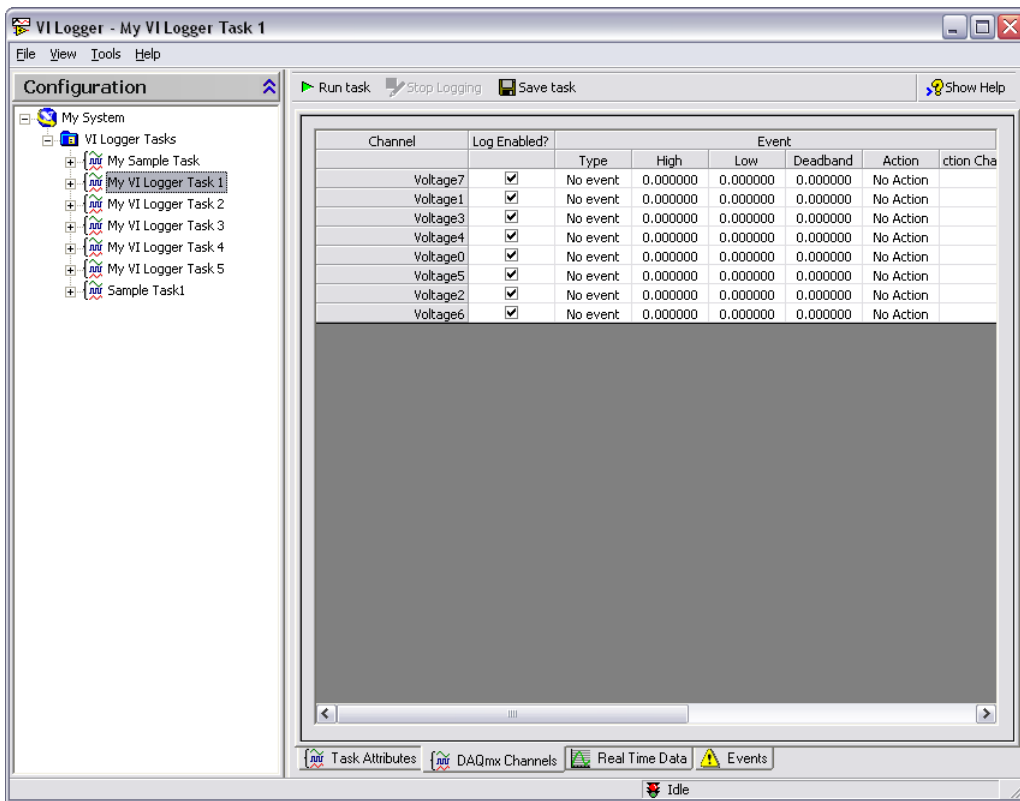 VI Logger - My VI Logger Task 1
File View Tools Help
Configuration
Run task Stop Logging Save task Show Help
My System
VI Logger Tasks
My Sample Task
My VI Logger Task 1
My VI Logger Task 2
My VI Logger Task 3
My VI Logger Task 4
My VI Logger Task 5
Sample Task1
Channel Log Enabled? Event
Type High Low Deadband Action ction Cha
Voltage7 No event 0.000000 0.000000 0.000000 No Action
Voltage1 No event 0.000000 0.000000 0.000000 No Action
Voltage3 No event 0.000000 0.000000 0.000000 No Action
Voltage4 No event 0.000000 0.000000 0.000000 No Action
Voltage0 No event 0.000000 0.000000 0.000000 No Action
Voltage5 No event 0.000000 0.000000 0.000000 No Action
Voltage2 No event 0.000000 0.000000 0.000000 No Action
Voltage6 No event 0.000000 0.000000 0.000000 No Action
Task Attributes DAQmx Channels Real Time Data Events
Idle